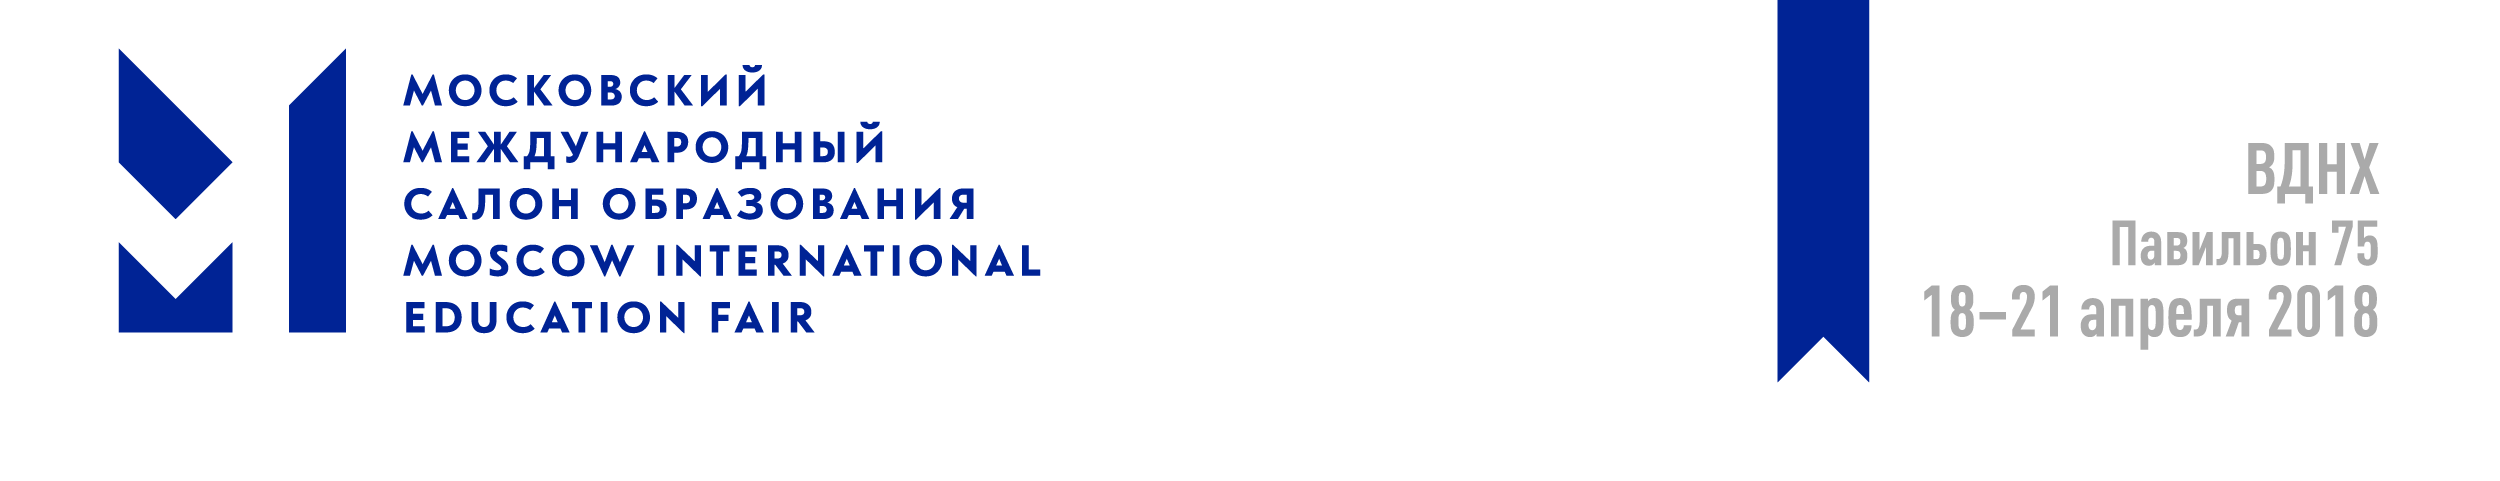 МОСКОВСКИЙ
МЕЖДУНАРОДНЫЙ
САЛОН ОБРАЗОВАНИЯ
MOSCOW INTERNATIONAL
EDUCATION FAIR
ВДНХ
Павильон 75
18–21 апреля 2018